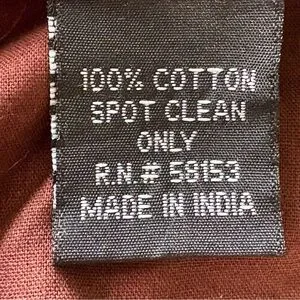 100% COTTON
SPOT CLEAN
ONLY
R.N.# 58153
MADE IN INDIA